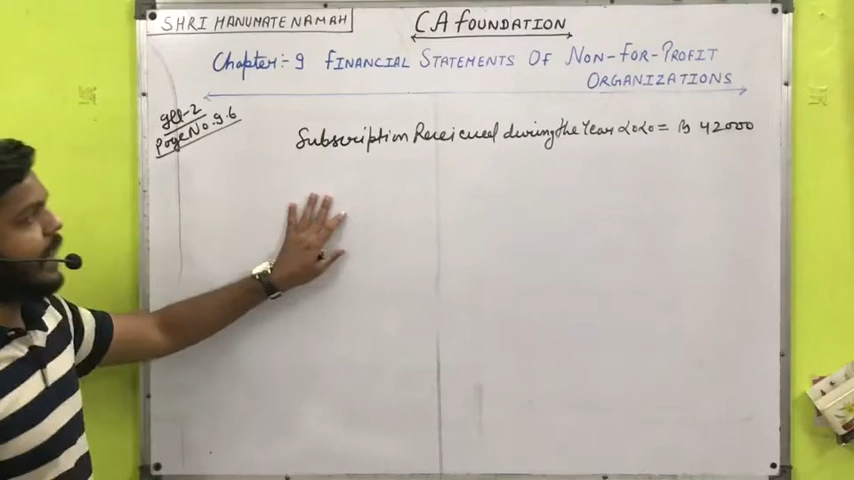 SHRI HANUMATE NAMAH
CA FOUNDATION
Chapter:- 9 FINANCIAL STATEMENTS OF NON-FOR-PROFIT
ORGANIZATIONS
ill-2
Page No. 9.6
Subscription Received during the Year 2020 = Rs 42000